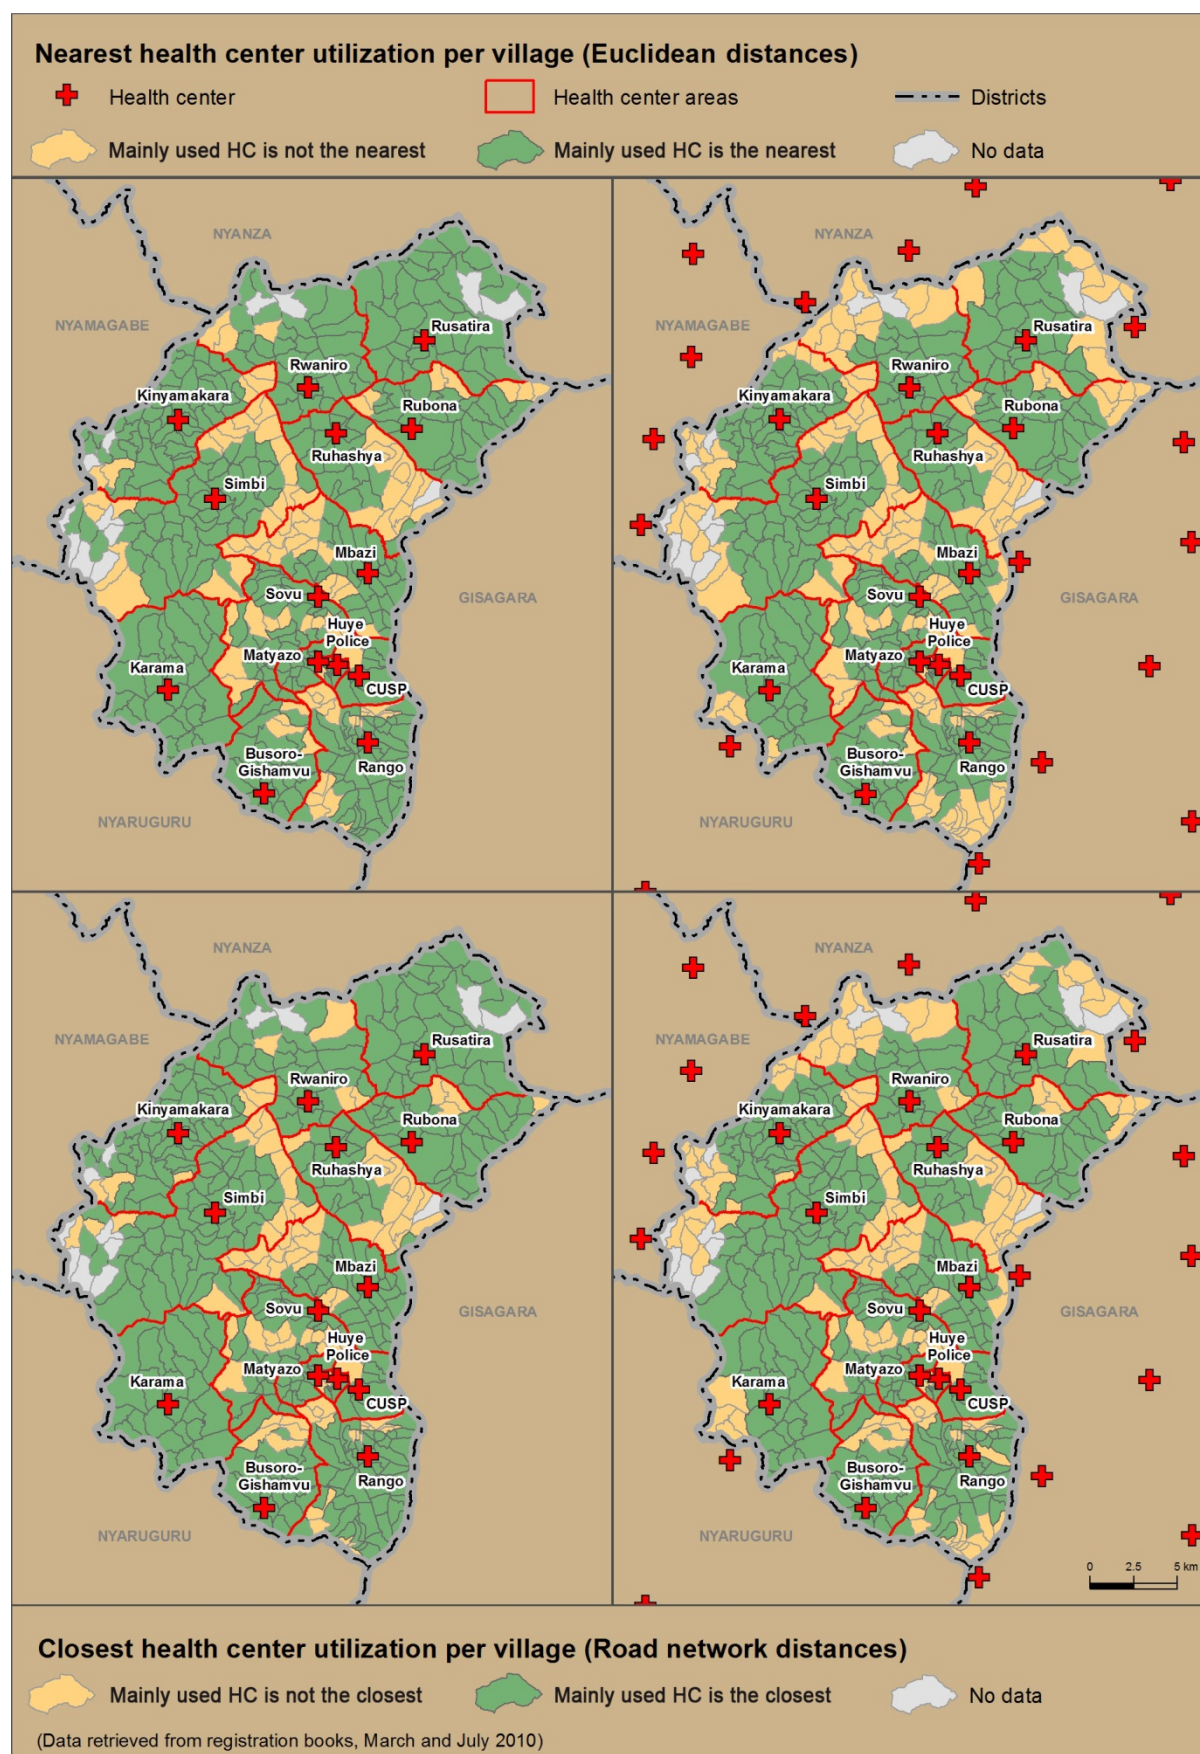 Nearest health center utilization per village (Euclidean distances)
Health center
Health center areas
Districts
Mainly used HC is not the nearest
Mainly used HC is the nearest
No data
NYANZA
NYAMAGABE
Rusatira
Rwaniro
Kinyamakara
Rubona
Ruhashya
Simbi
Mbazi
Sovu
GISAGARA
Huye
Police
Matyazo
Karama
CUSP
Busoro-
Gishamvu
Rango
NYARUGURU
NYANZA
NYAMAGABE
Rusatira
Rwaniro
Kinyamakara
Rubona
Ruhashya
Simbi
Mbazi
Sovu
GISAGARA
Huye
Police
Matyazo
Karama
CUSP
Busoro-
Gishamvu
Rango
NYARUGURU
NYANZA
NYAMAGABE
Rusatira
Rwaniro
Kinyamakara
Rubona
Ruhashya
Simbi
Mbazi
Sovu
GISAGARA
Huye
Police
Matyazo
Karama
CUSP
Busoro-
Gishamvu
Rango
NYARUGURU
NYANZA
NYAMAGABE
Rusatira
Rwaniro
Kinyamakara
Rubona
Ruhashya
Simbi
Mbazi
Sovu
GISAGARA
Huye
Police
Matyazo
Karama
CUSP
Busoro-
Gishamvu
Rango
NYARUGURU
0 2.5 5 km
Closest health center utilization per village (Road network distances)
Mainly used HC is not the closest
Mainly used HC is the closest
No data
(Data retrieved from registration books, March and July 2010)